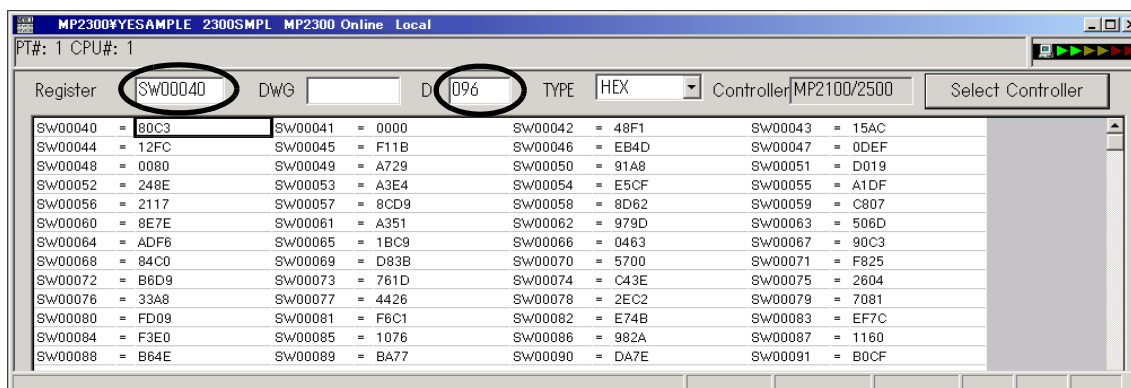 MP2300¥YESAMPLE 2300SMPL MP2300 Online Local
PT#: 1 CPU#: 1
Register SW00040 DWG D 096 TYPE HEX Controller MP2100/2500 Select Controller
SW00040 = 80C3 SW00041 = 0000 SW00042 = 48F1 SW00043 = 15AC
SW00044 = 12FC SW00045 = F11B SW00046 = EB4D SW00047 = 0DEF
SW00048 = 0080 SW00049 = A729 SW00050 = 91A8 SW00051 = D019
SW00052 = 248E SW00053 = A3E4 SW00054 = E5CF SW00055 = A1DF
SW00056 = 2117 SW00057 = 8CD9 SW00058 = 8D62 SW00059 = C807
SW00060 = 8E7E SW00061 = A351 SW00062 = 979D SW00063 = 506D
SW00064 = ADF6 SW00065 = 1BC9 SW00066 = 0463 SW00067 = 90C3
SW00068 = 84C0 SW00069 = D83B SW00070 = 5700 SW00071 = F825
SW00072 = B6D9 SW00073 = 761D SW00074 = C43E SW00075 = 2604
SW00076 = 33A8 SW00077 = 4426 SW00078 = 2EC2 SW00079 = 7081
SW00080 = FD09 SW00081 = F6C1 SW00082 = E74B SW00083 = EF7C
SW00084 = F3E0 SW00085 = 1076 SW00086 = 982A SW00087 = 1160
SW00088 = B64E SW00089 = BA77 SW00090 = DA7E SW00091 = B0CF